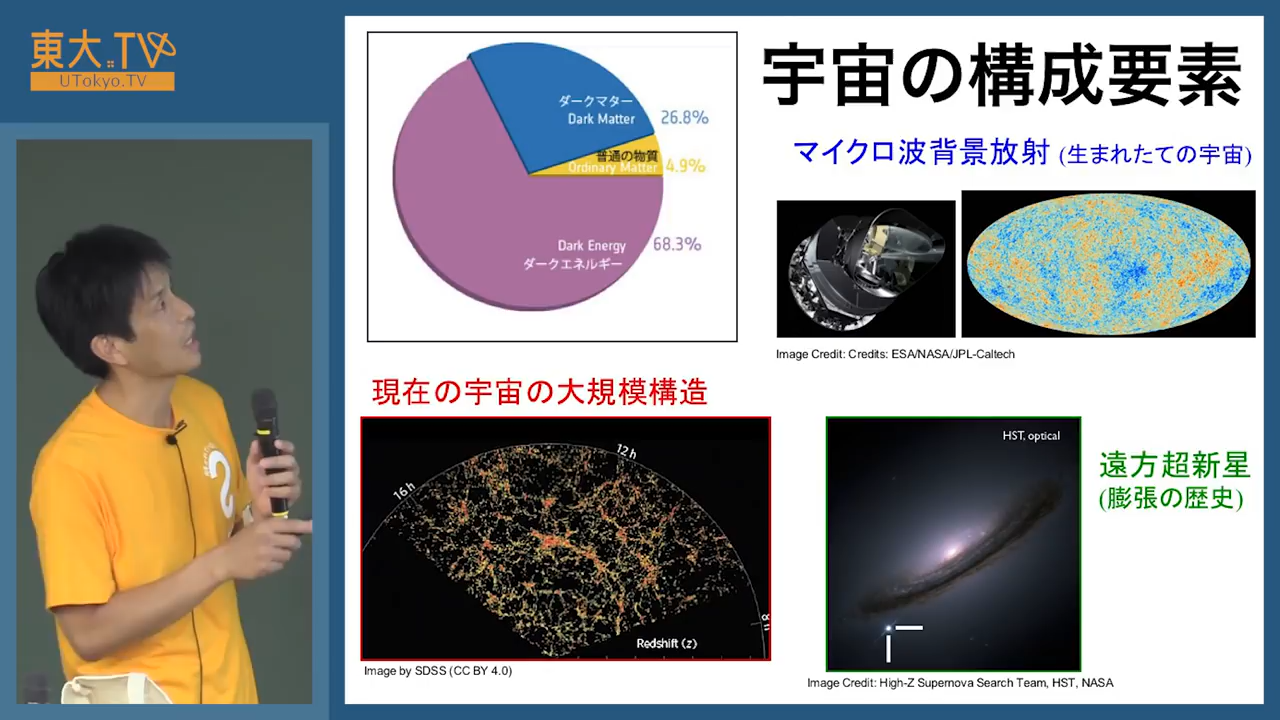 東大.TV
UTokyo.TV
宇宙の構成要素
ダークマター
Dark Matter
26.8%
普通の物質
Ordinary Matter
4.9%
Dark Energy
68.3%
ダークエネルギー
マイクロ波背景放射 (生まれたての宇宙)
Image Credit: Credits: ESA/NASA/JPL-Caltech
現在の宇宙の大規模構造
12 h
16 h
Redshift (z)
Image by SDSS (CC BY 4.0)
HST, optical
遠方超新星
(膨張の歴史)
Image Credit: High-Z Supernova Search Team, HST, NASA